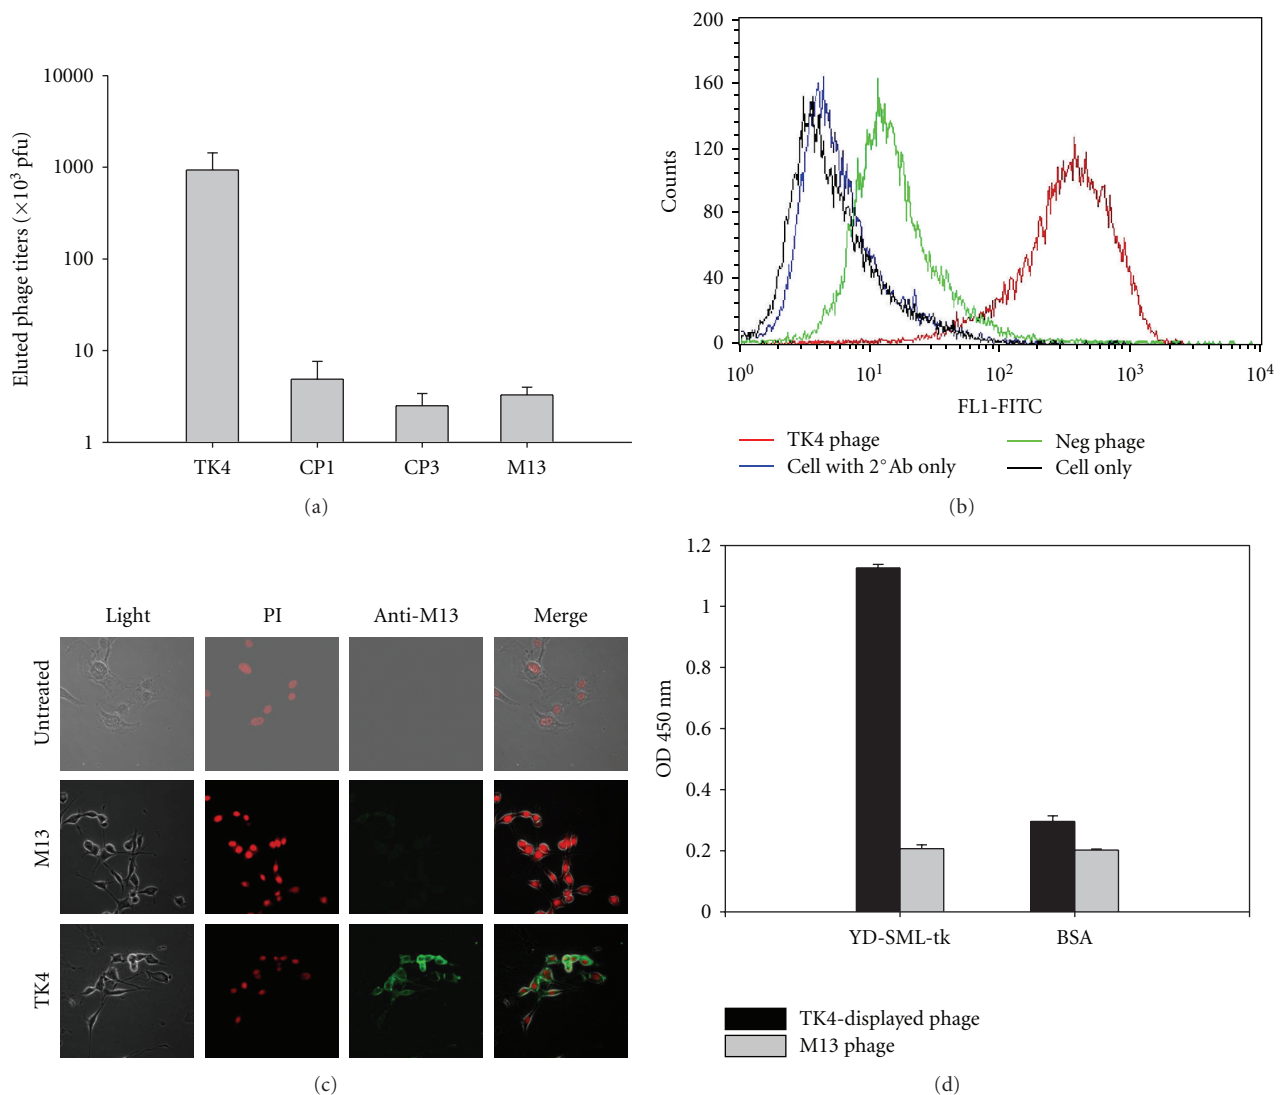 10000
1000
100
10
1
Eluted phage titers (×10³ pfu)
TK4 CP1 CP3 M13
(a)
200
160
120
80
40
0
Counts
10⁰ 10¹ 10² 10³ 10⁴
FL1-FITC
TK4 phage Neg phage
Cell with 2°Ab only Cell only
(b)
Light PI Anti-M13 Merge
Untreated
M13
TK4
(c)
1.2
1
0.8
0.6
0.4
0.2
0
OD 450 nm
YD-SML-tk BSA
TK4-displayed phage
M13 phage
(d)